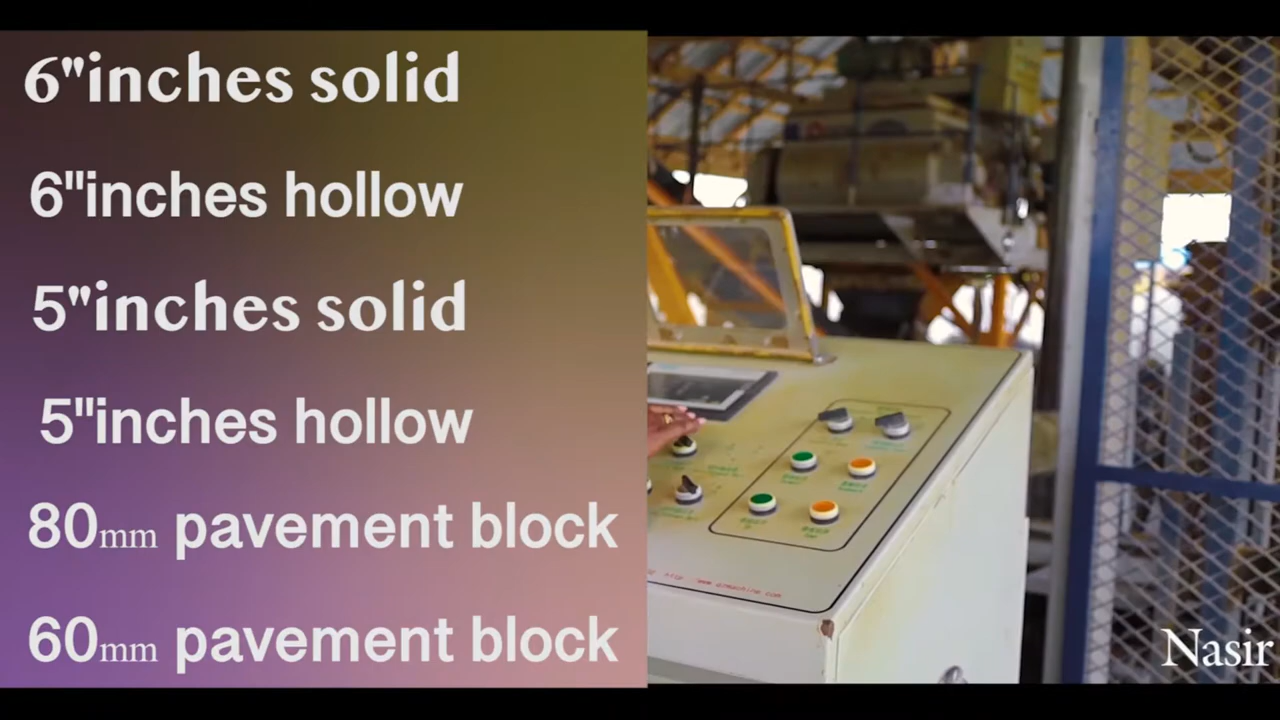 6"inches solid
6"inches hollow
5"inches solid
5"inches hollow
80mm pavement block
60mm pavement block
Nasir